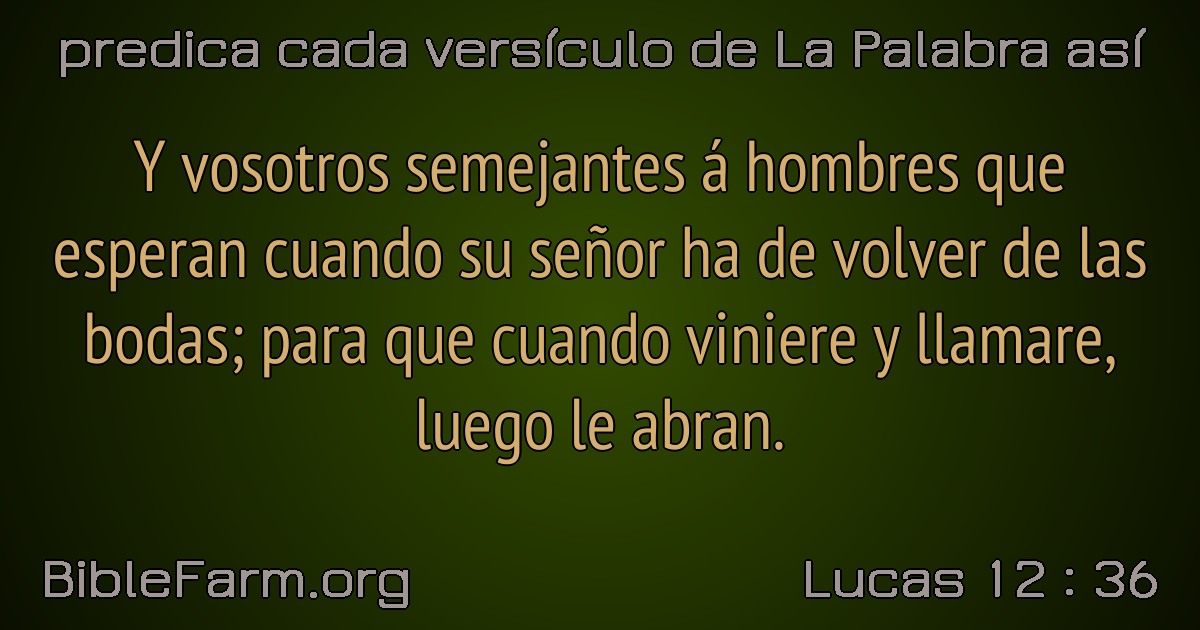 predica cada versículo de La Palabra así
Y vosotros semejantes á hombres que
esperan cuando su señor ha de volver de las
bodas; para que cuando viniere y llamare,
luego le abran.
BibleFarm.org
Lucas 12 : 36